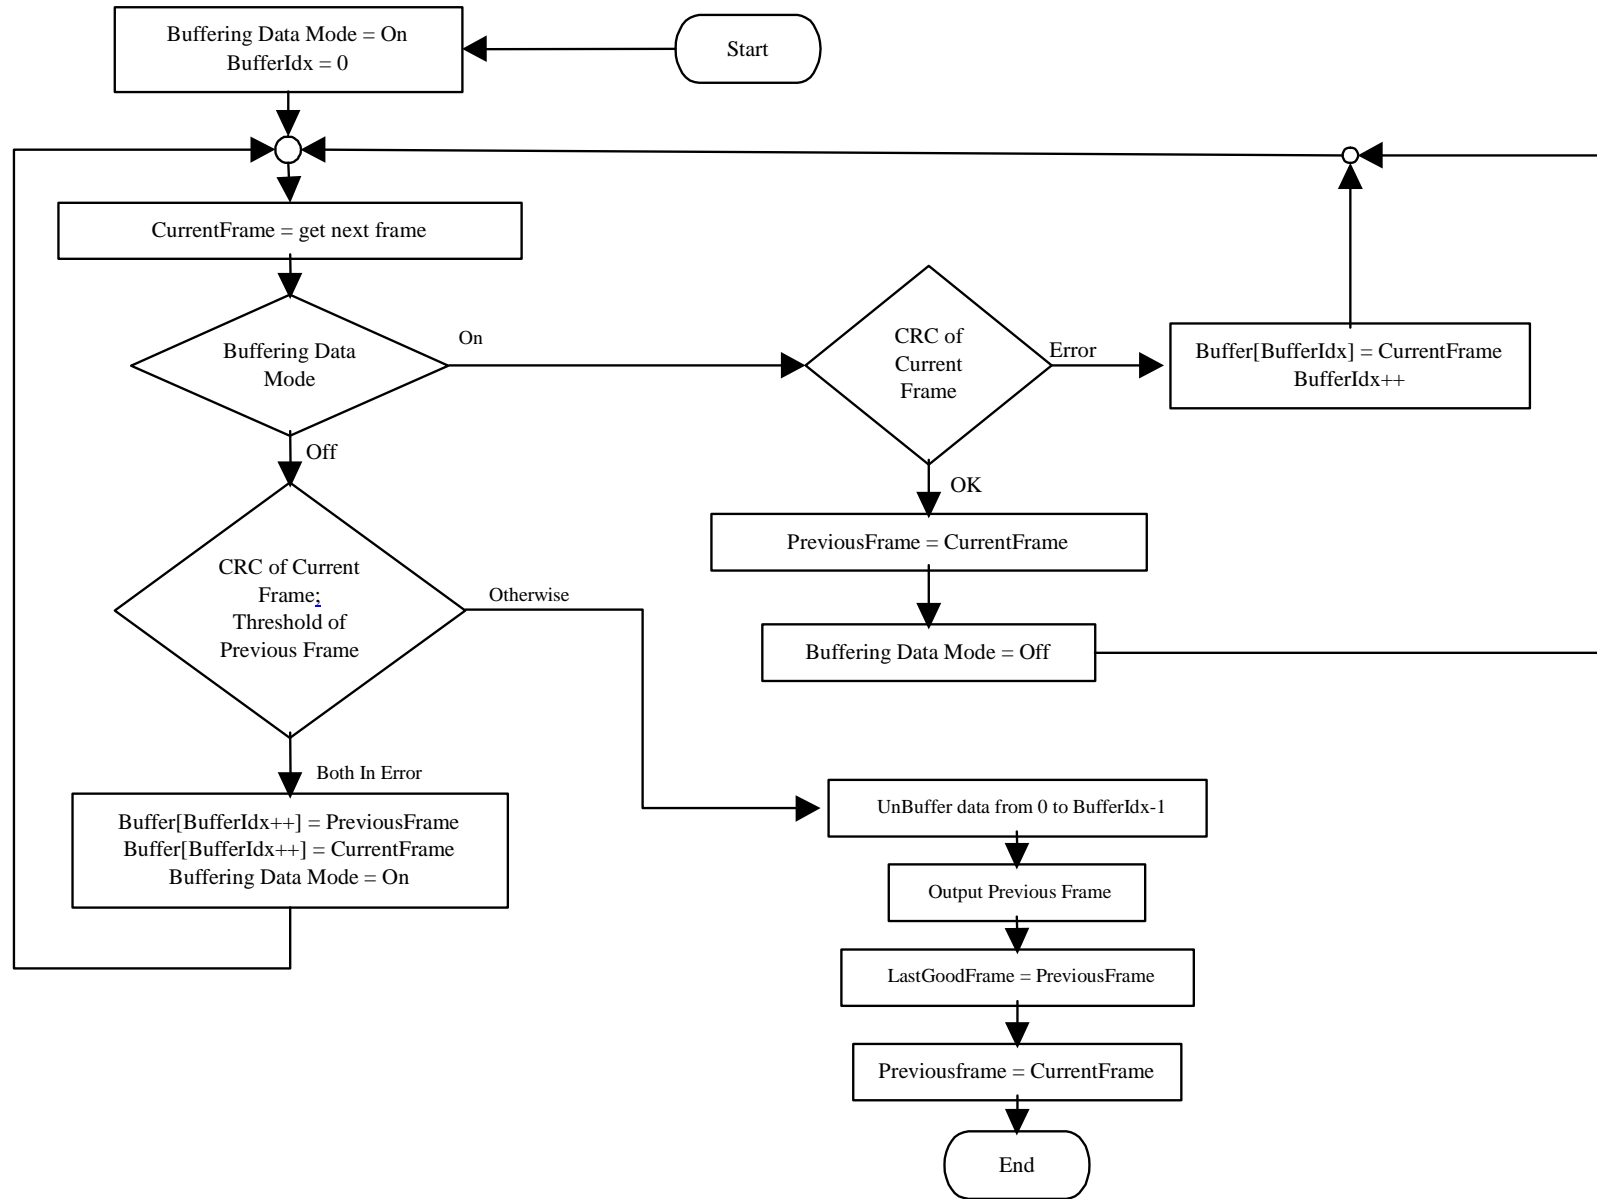 Buffering Data Mode = On
BufferIdx = 0
Start
CurrentFrame = get next frame
Buffering Data
Mode
On
Off
CRC of
Current
Frame
Error
Buffer[BufferIdx] = CurrentFrame
BufferIdx++
OK
PreviousFrame = CurrentFrame
Buffering Data Mode = Off
CRC of Current
Frame;
Threshold of
Previous Frame
Otherwise
Both In Error
Buffer[BufferIdx++] = PreviousFrame
Buffer[BufferIdx++] = CurrentFrame
Buffering Data Mode = On
UnBuffer data from 0 to BufferIdx-1
Output Previous Frame
LastGoodFrame = PreviousFrame
Previousframe = CurrentFrame
End